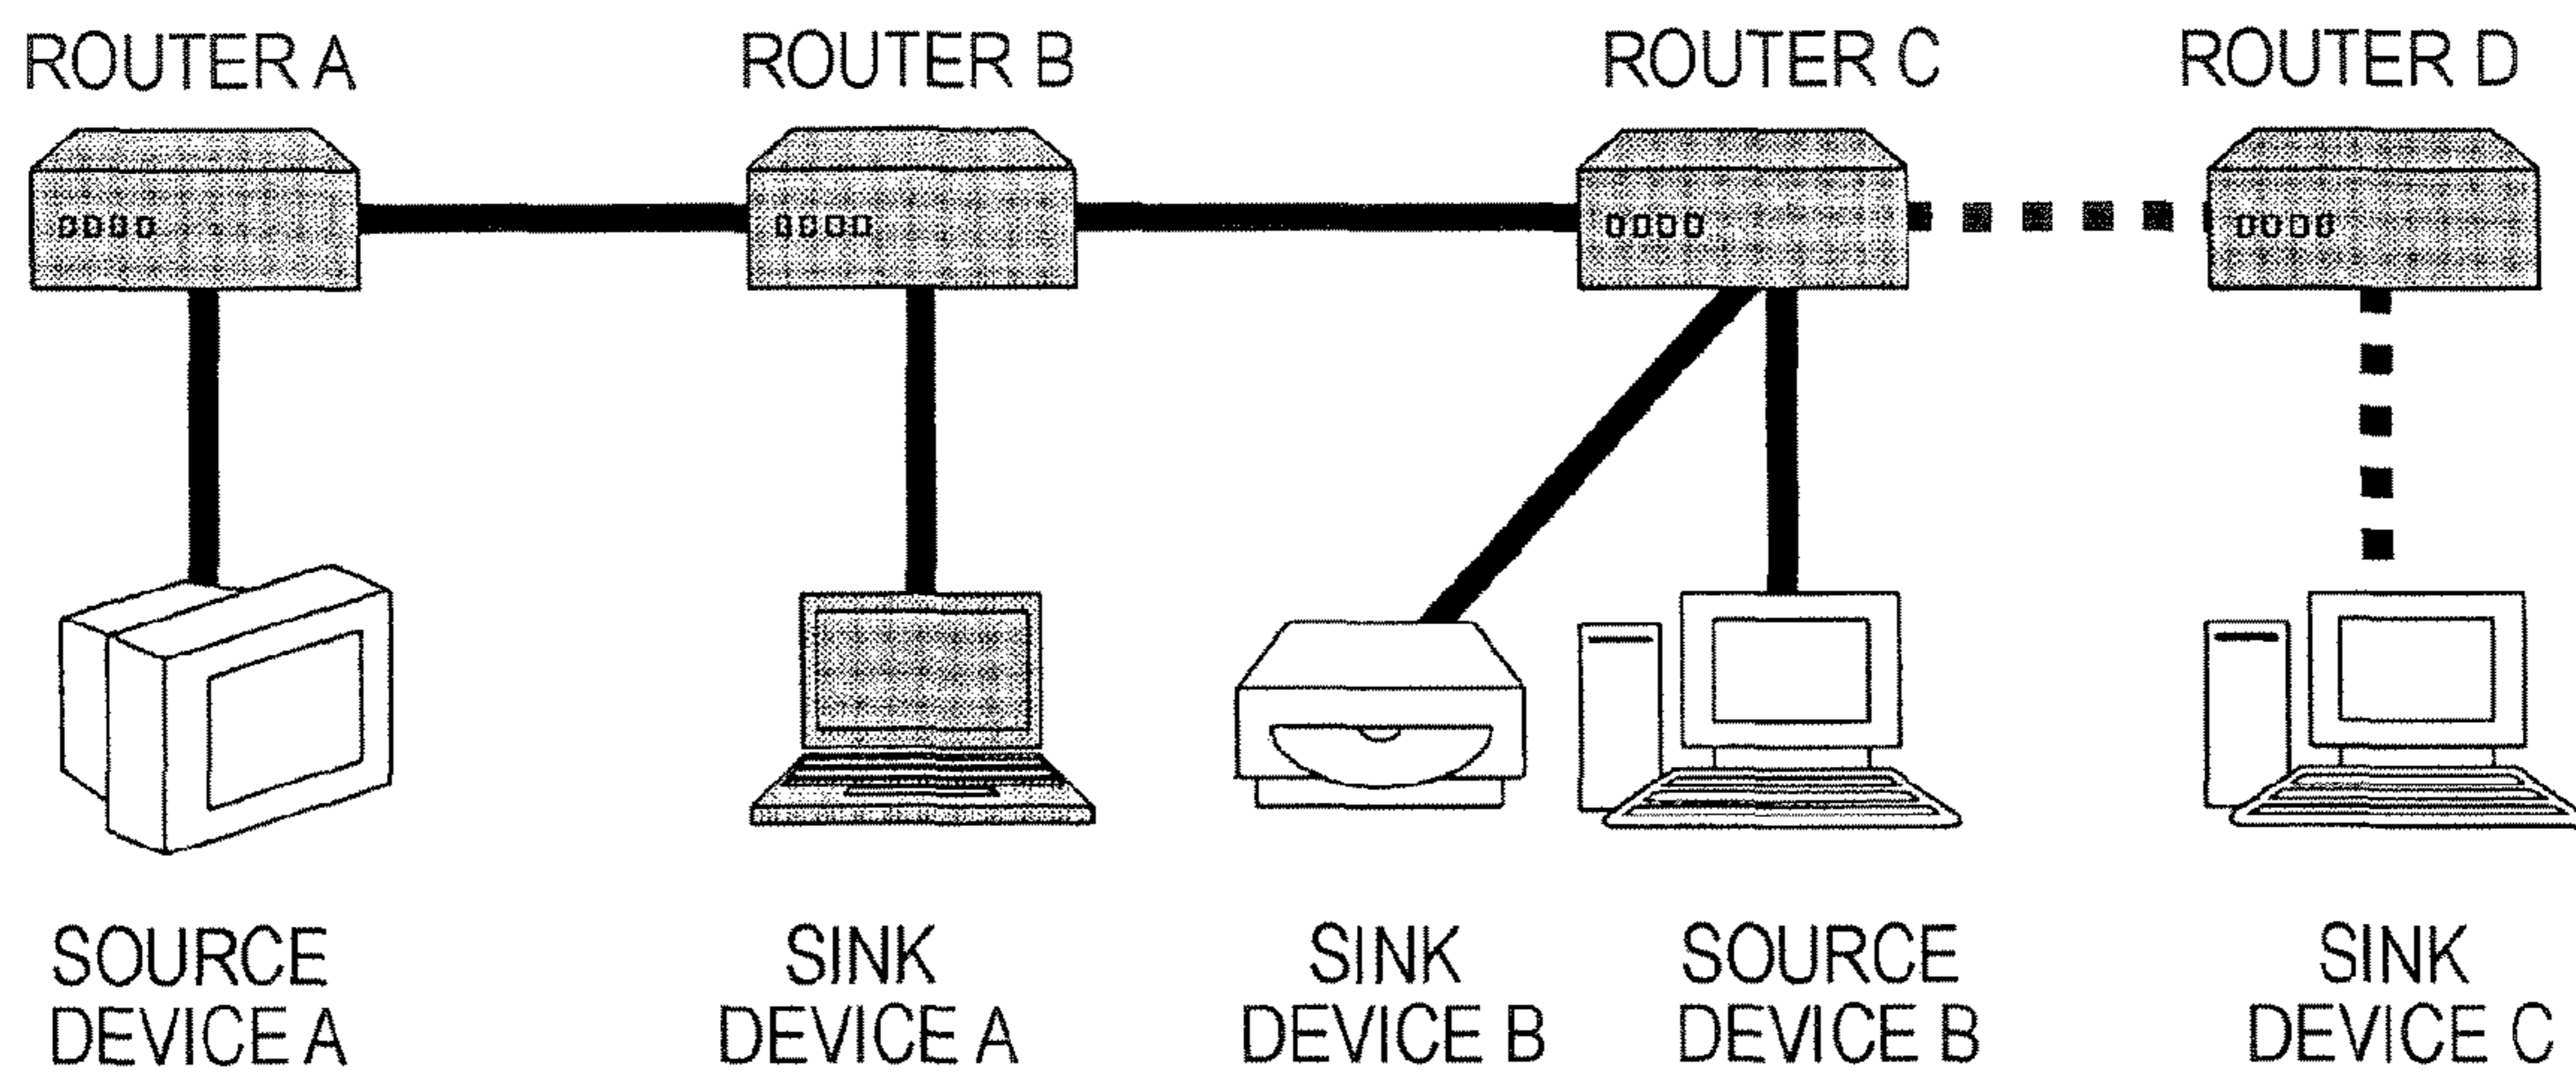 ROUTER A
ROUTER B
ROUTER C
ROUTER D
SOURCE
DEVICE A
SINK
DEVICE A
SINK
DEVICE B
SOURCE
DEVICE B
SINK
DEVICE C